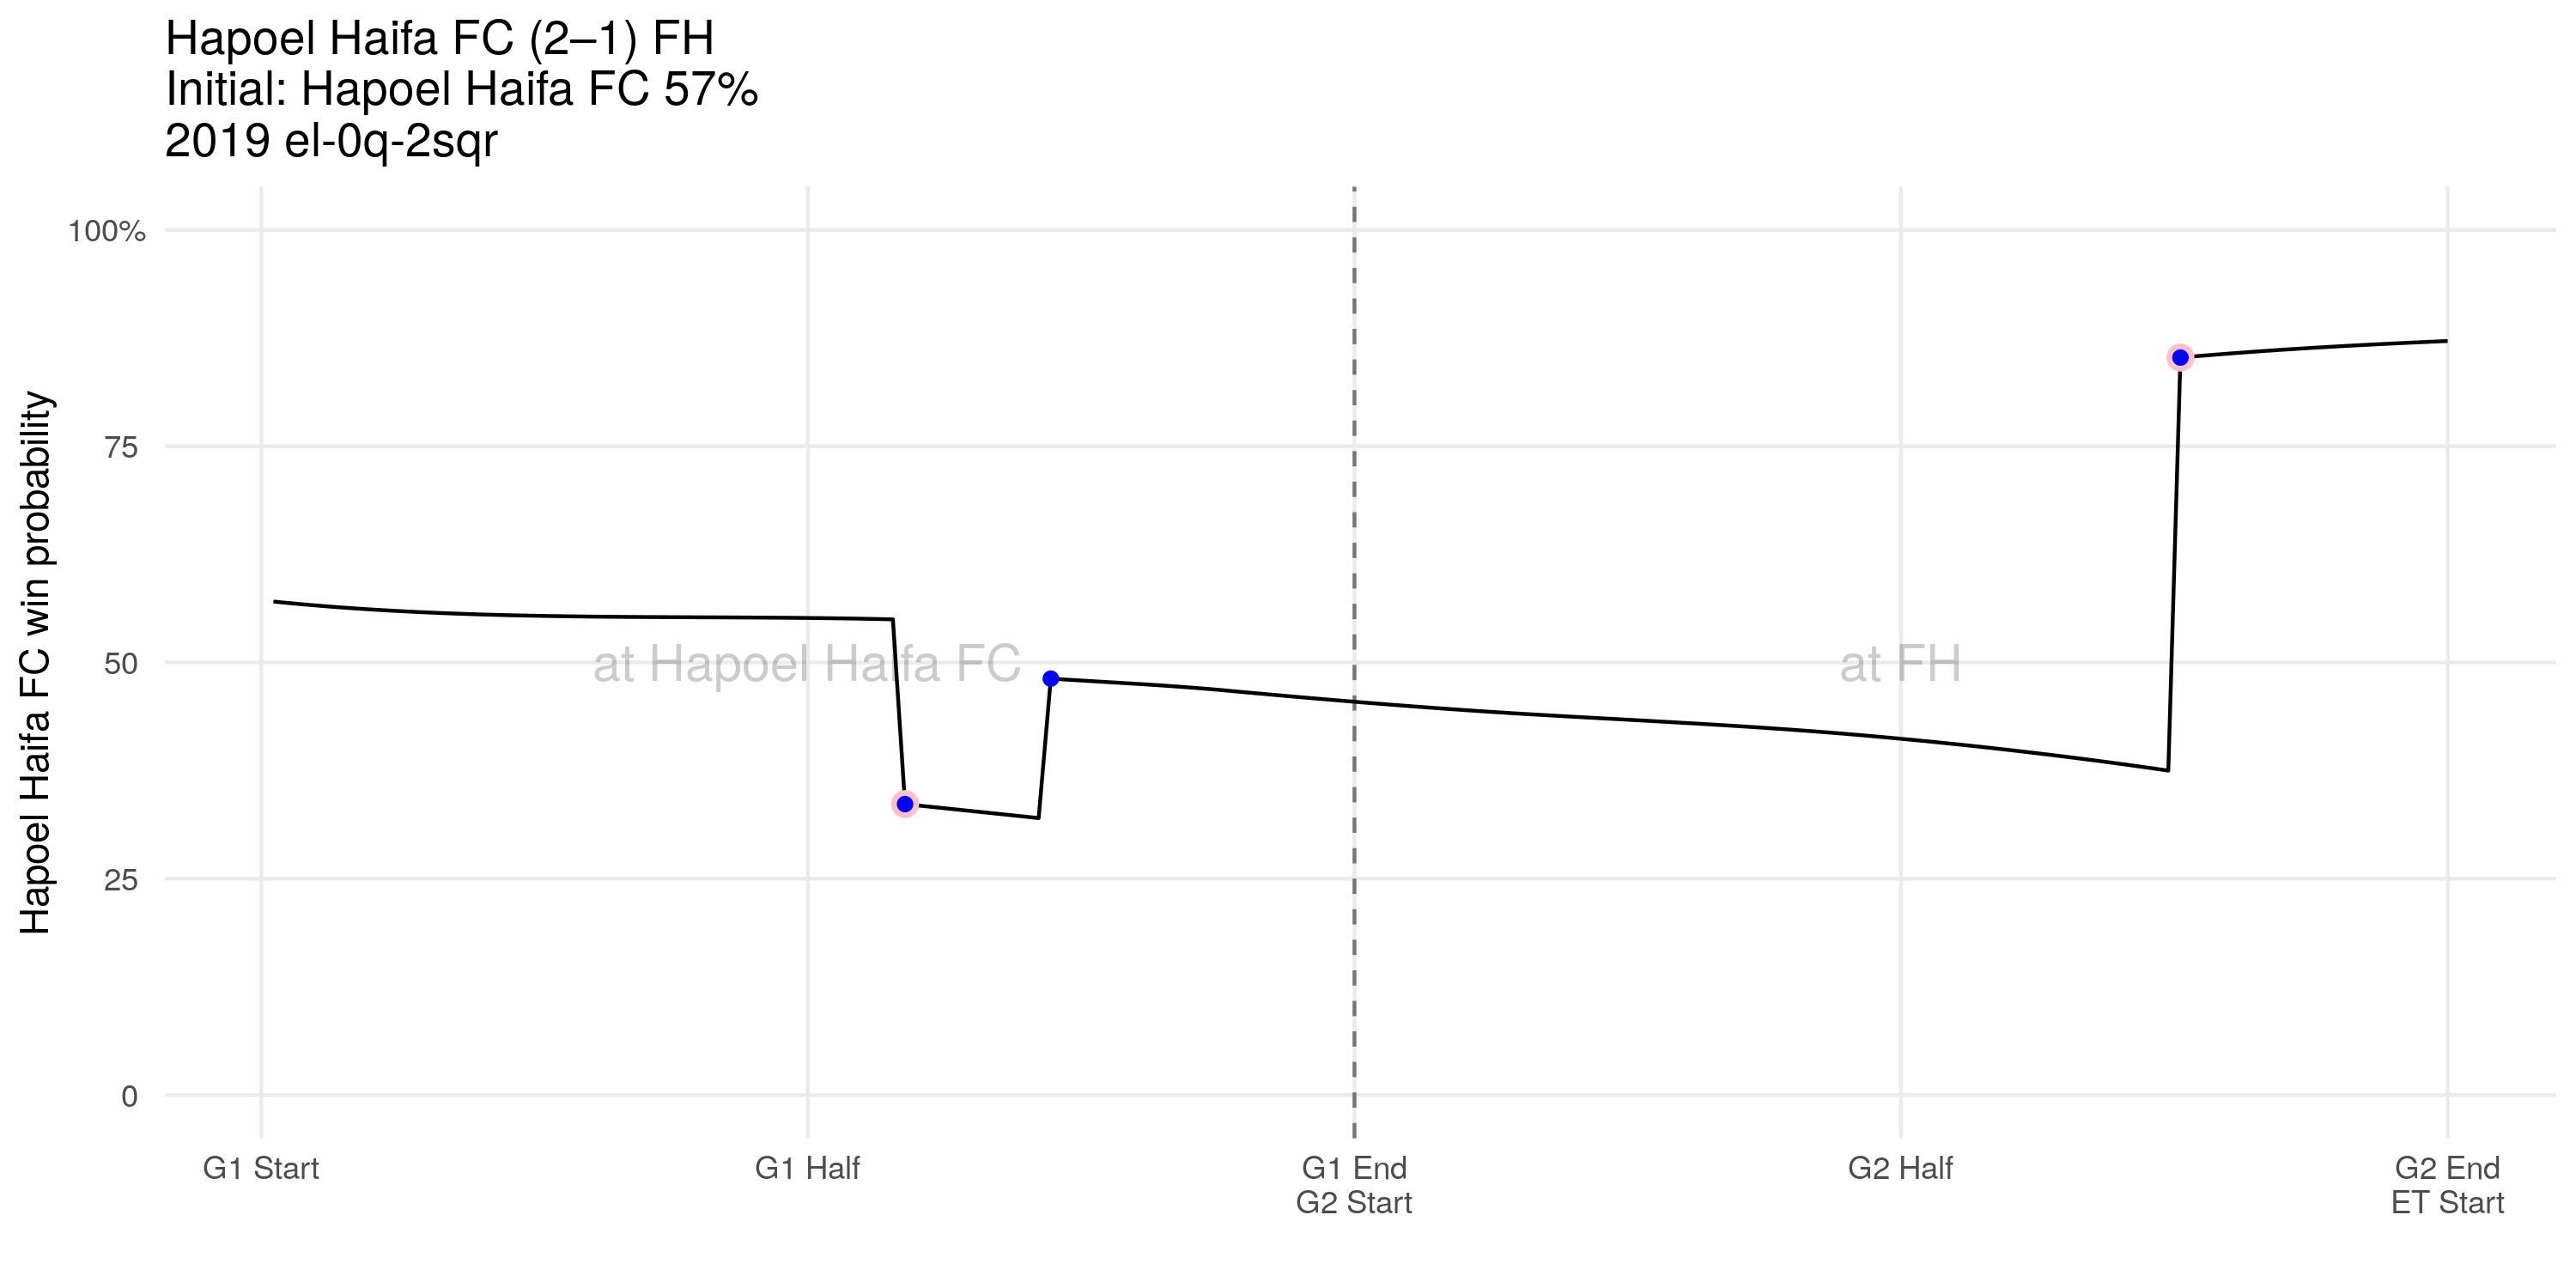 Hapoel Haifa FC (2–1) FH
Initial: Hapoel Haifa FC 57%
2019 el-0q-2sqr
Hapoel Haifa FC win probability
100%
75
50
25
0
at Hapoel Haifa FC
at FH
G1 Start
G1 Half
G1 End
G2 Start
G2 Half
G2 End
ET Start